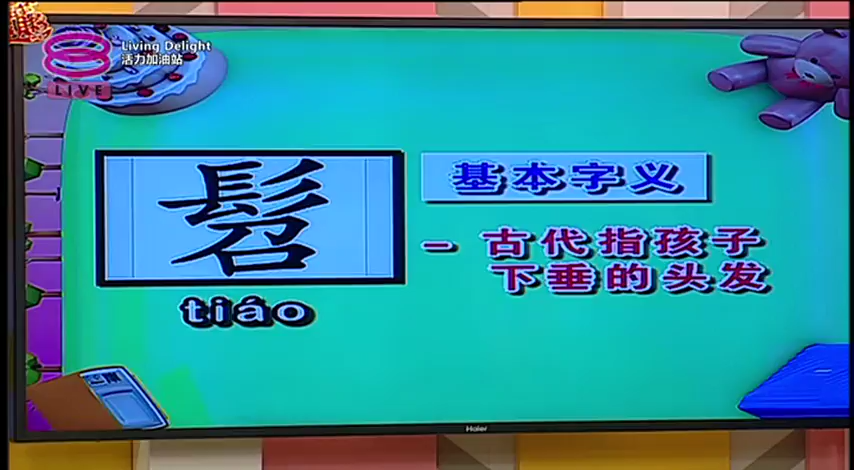 Living Delight
活力加油站
LIVE
髫
tiáo
基本字义
- 古代指孩子
下垂的头发
Haier